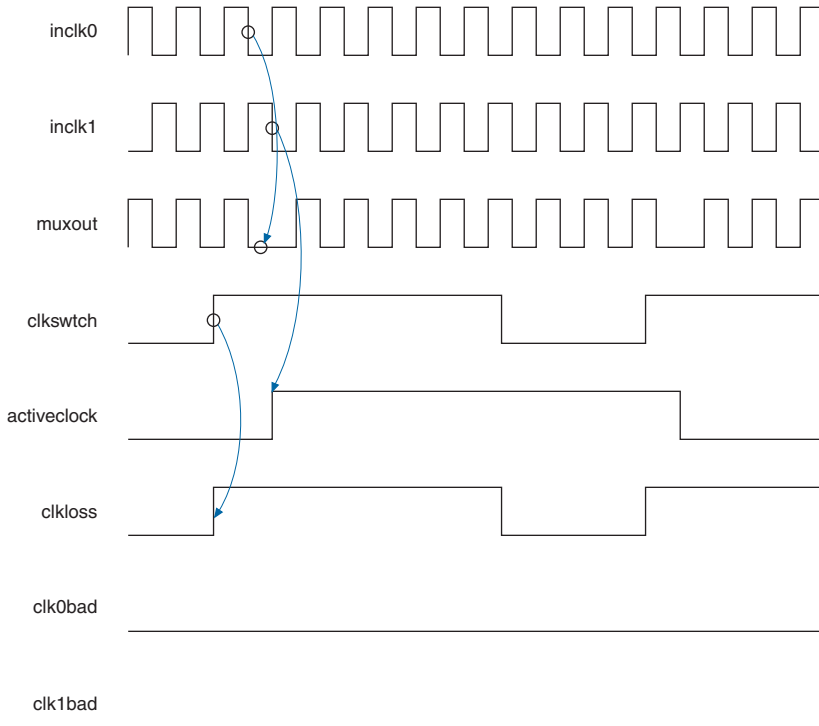 inclk0
inclk1
muxout
clkswtch
activeclock
clkloss
clk0bad
clk1bad